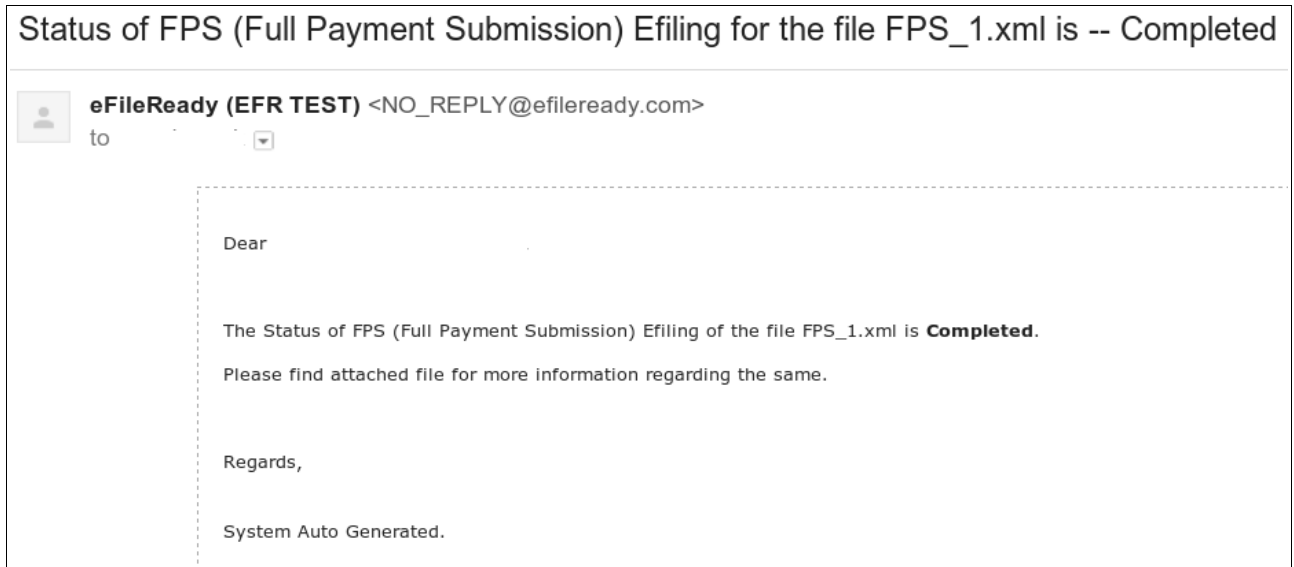 Status of FPS (Full Payment Submission) Efiling for the file FPS_1.xml is -- Completed
eFileReady (EFR TEST) <NO_REPLY@efileready.com>
to
Dear
The Status of FPS (Full Payment Submission) Efiling of the file FPS_1.xml is Completed.
Please find attached file for more information regarding the same.
Regards,
System Auto Generated.